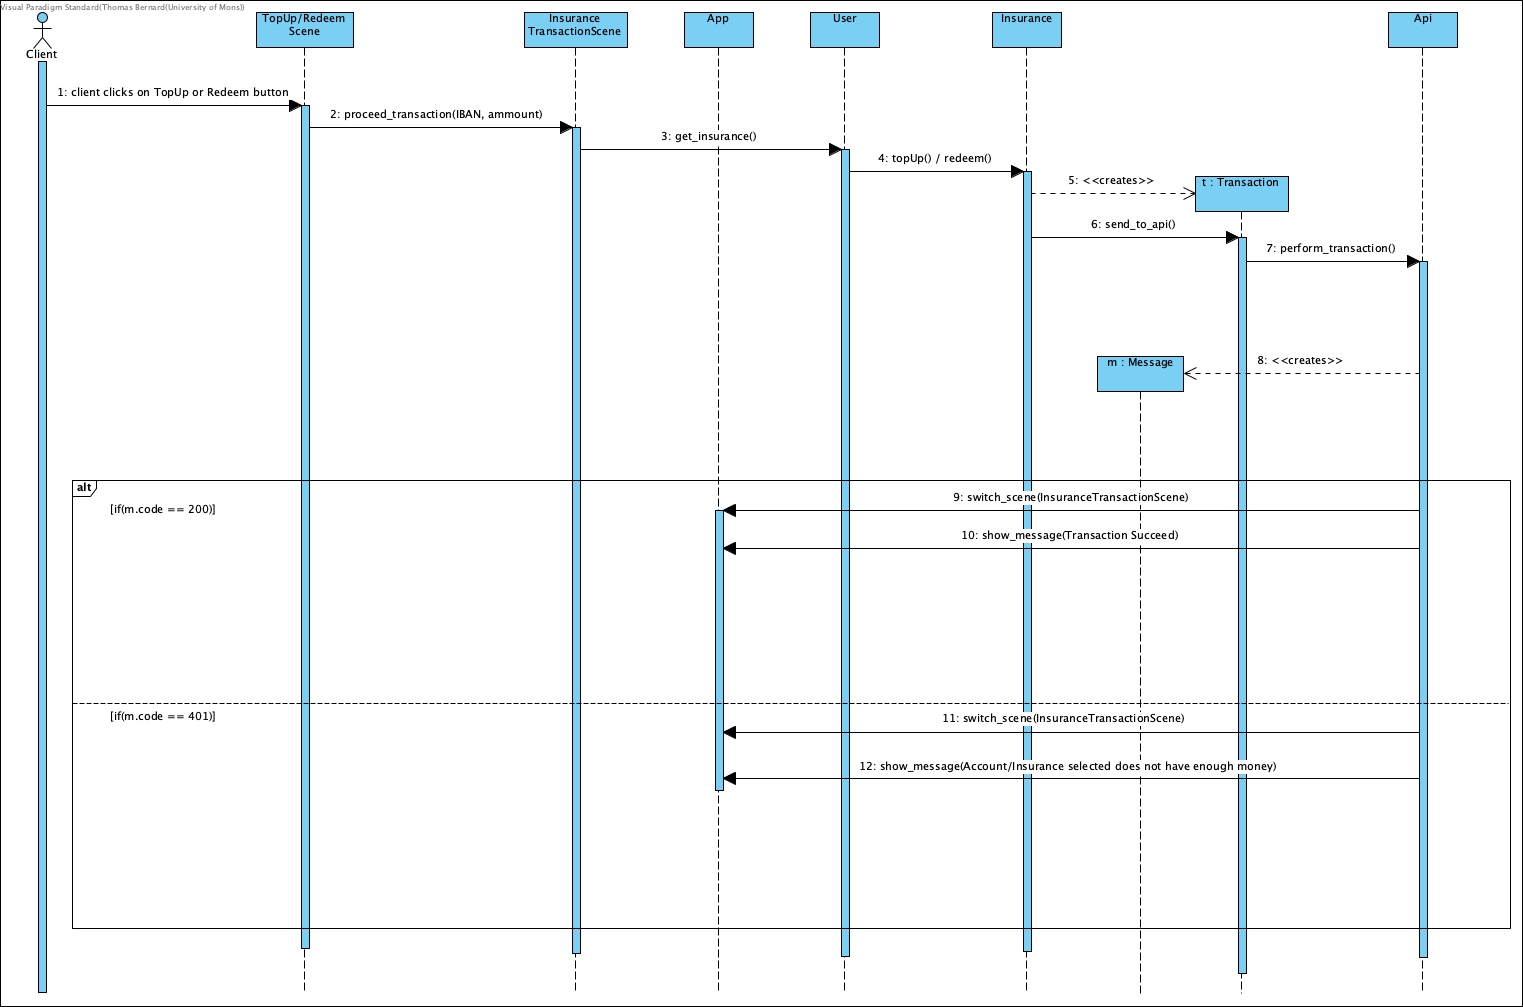 Visual Paradigm Standard(Thomas Bernard(University of Mons))
Client
TopUp/Redeem
Scene
Insurance
TransactionScene
App
User
Insurance
Api
1: client clicks on TopUp or Redeem button
2: proceed_transaction(IBAN, ammount)
3: get_insurance()
4: topUp() / redeem()
5: <<creates>>
t : Transaction
6: send_to_api()
7: perform_transaction()
8: <<creates>>
m : Message
alt
[if(m.code == 200)]
9: switch_scene(InsuranceTransactionScene)
10: show_message(Transaction Succeed)
[if(m.code == 401)]
11: switch_scene(InsuranceTransactionScene)
12: show_message(Account/Insurance selected does not have enough money)